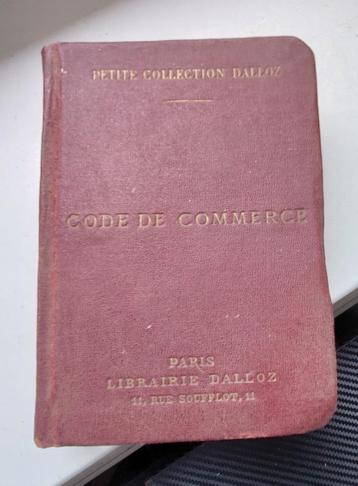 PETITE COLLECTION DALLOZ
CODE DE COMMERCE
PARIS
LIBRAIRIE DALLOZ
11, RUE SOUFFLOT, 11